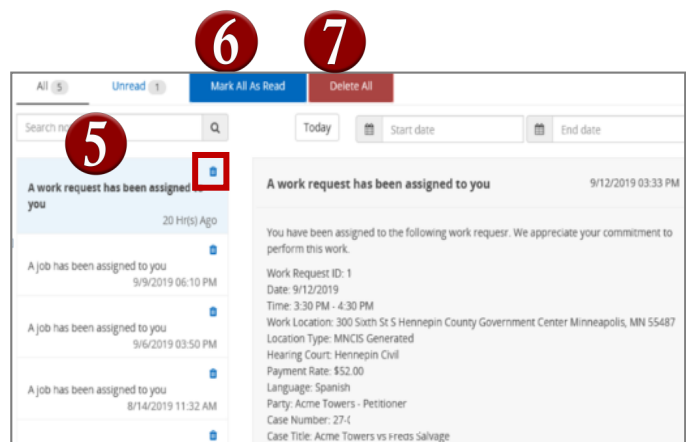 6 7
All 5 Unread 1 Mark All As Read Delete All
5
Search Today Start date End date
A work request has been assigned to
you
20 Hr(s) Ago
A job has been assigned to you
9/9/2019 06:10 PM
A job has been assigned to you
9/6/2019 03:50 PM
A job has been assigned to you
8/14/2019 11:32 AM
A work request has been assigned to you 9/12/2019 03:33 PM
You have been assigned to the following work requesr. We appreciate your commitment to
perform this work.
Work Request ID: 1
Date: 9/12/2019
Time: 3:30 PM - 4:30 PM
Work Location: 300 Sixth St S Hennepin County Government Center Minneapolis, MN 55487
Location Type: MNCIS Generated
Hearing Court: Hennepin Civil
Payment Rate: $52.00
Language: Spanish
Party: Acme Towers - Petitioner
Case Number: 27-
Case Title: Acme Towers vs Freds Salvage